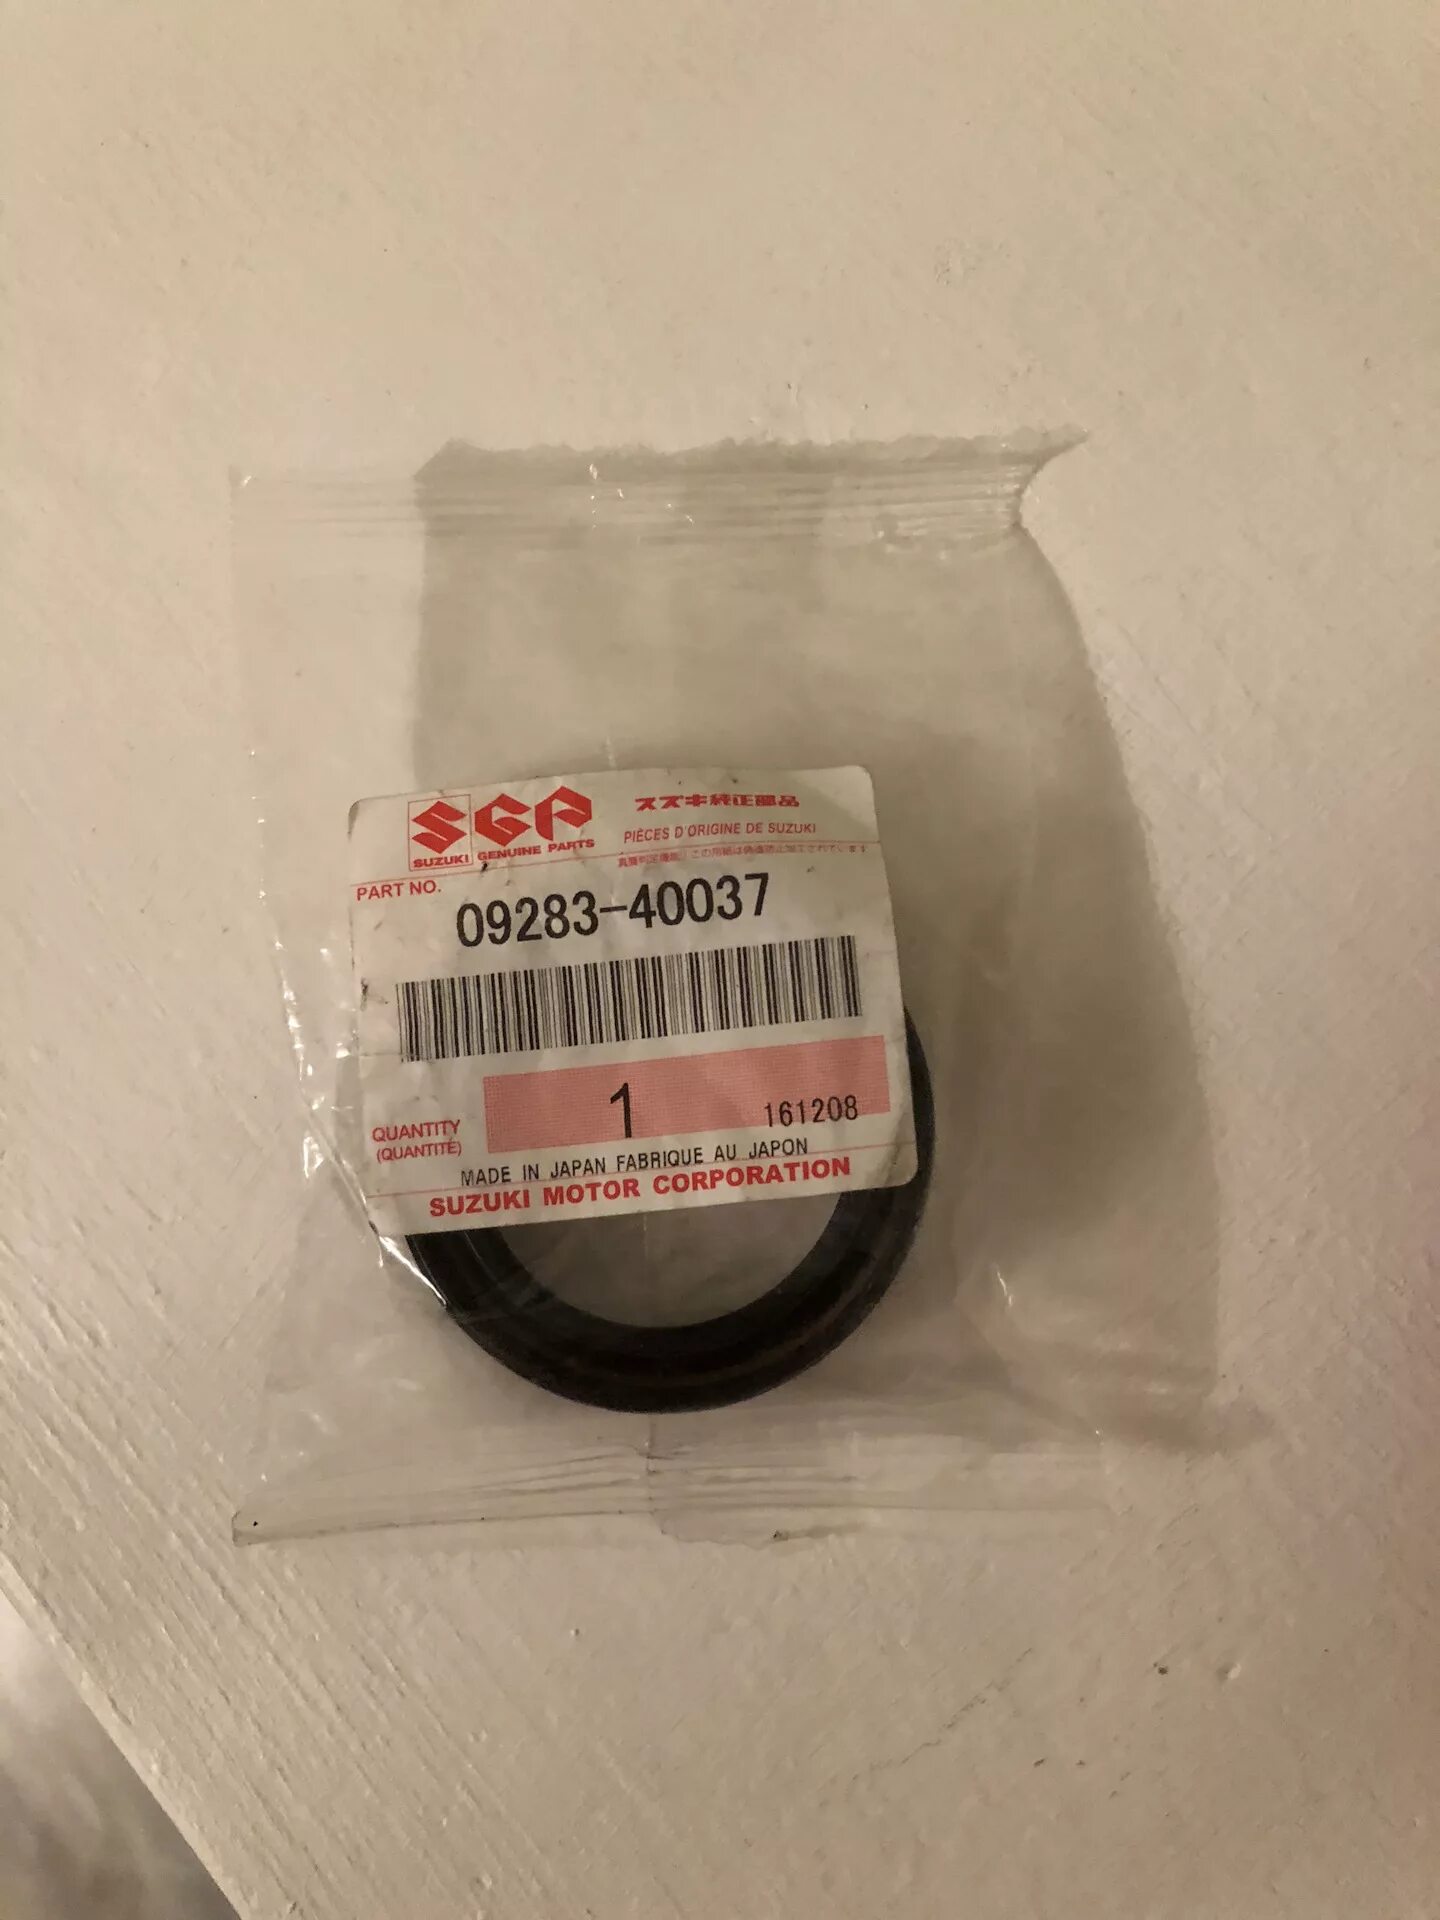 SGP
スズキ純正部品
SUZUKI GENUINE PARTS
PIÈCES D'ORIGINE DE SUZUKI
PART NO.
09283-40037
1
161208
QUANTITY
(QUANTITÉ)
MADE IN JAPAN FABRIQUE AU JAPON
SUZUKI MOTOR CORPORATION